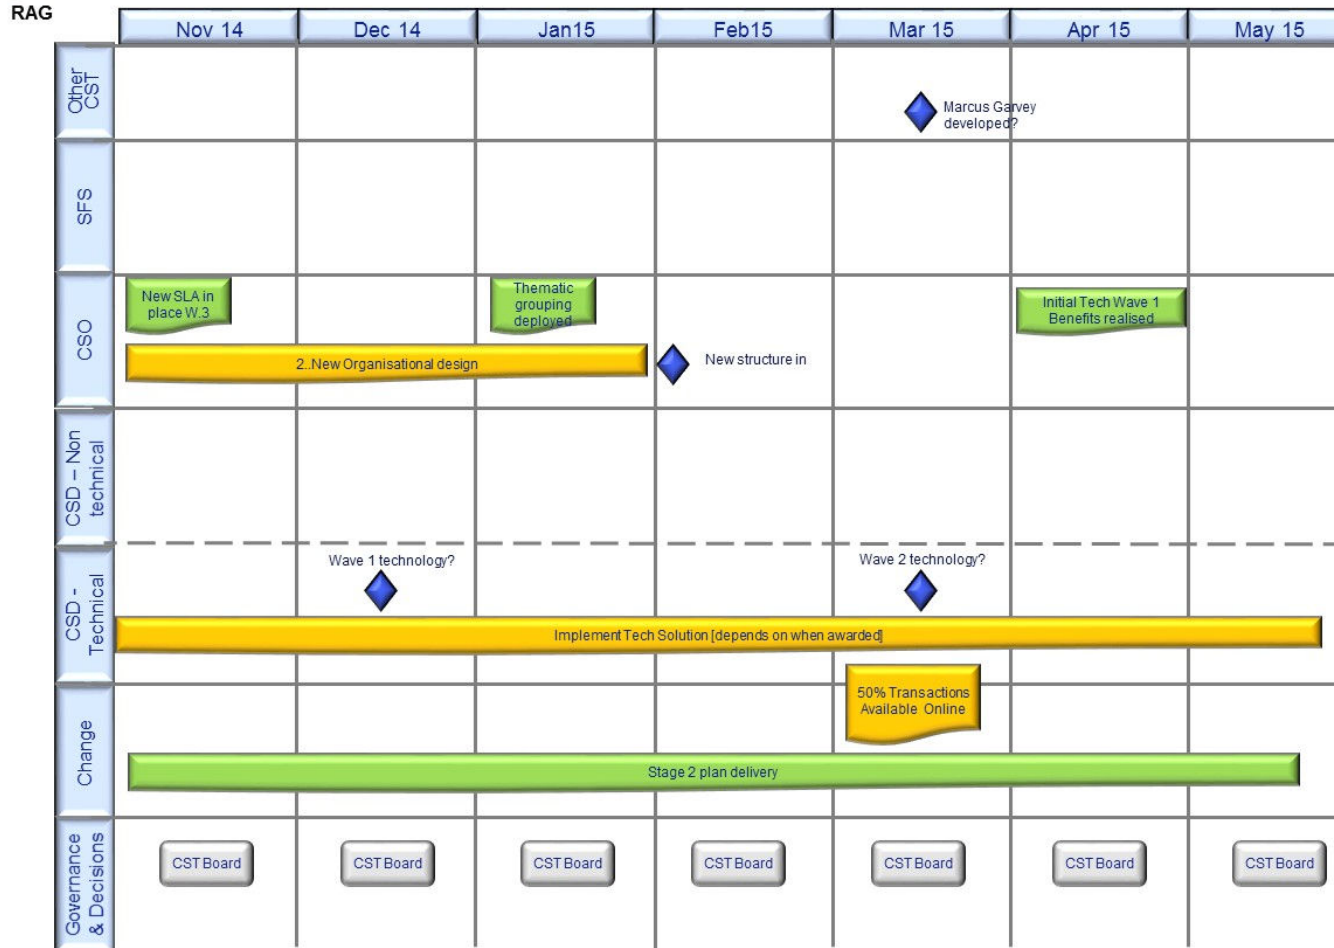 RAG
Nov 14
Dec 14
Jan15
Feb15
Mar 15
Apr 15
May 15
Other
CST
Marcus Garvey
developed?
SFS
CSO
New SLA in
place W.3
Thematic
grouping
deployed
Initial Tech Wave 1
Benefits realised
2..New Organisational design
New structure in
CSD – Non
technical
CSD -
Technical
Wave 1 technology?
Wave 2 technology?
Implement Tech Solution [depends on when awarded]
50% Transactions
Available Online
Change
Stage 2 plan delivery
Governance
& Decisions
CST Board
CST Board
CST Board
CST Board
CST Board
CST Board
CST Board